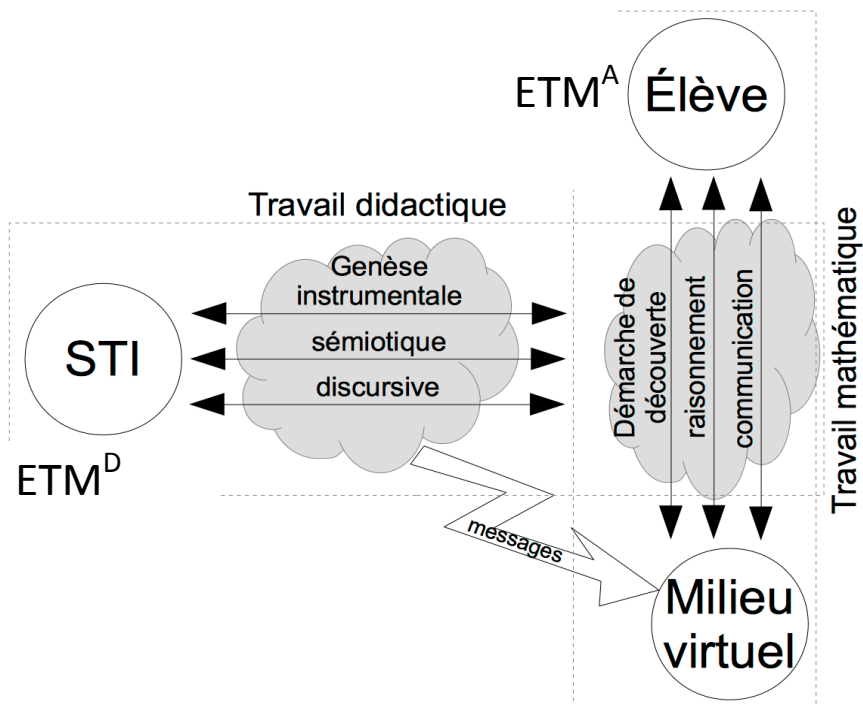 ETM^A
Élève
Travail didactique
Genèse
instrumentale
sémiotique
discursive
STI
ETM^D
Démarche de
découverte
raisonnement
communication
Travail mathématique
messages
Milieu
virtuel